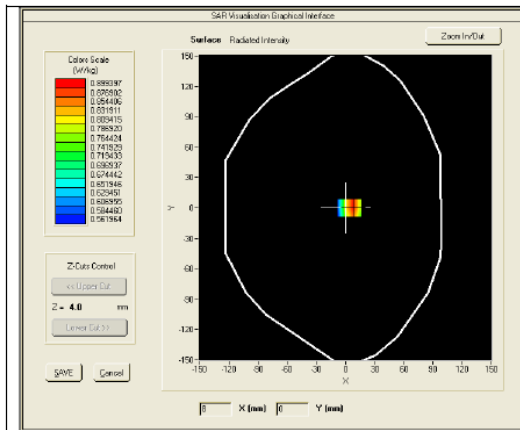 SAR Visualisation Graphical Interface
Surface Radiated Intensity
Zoom In/Out
Colors Scale
(W/kg)
0.899397
0.876902
0.854406
0.831911
0.809415
0.786920
0.764424
0.741929
0.719433
0.696937
0.674442
0.651946
0.629451
0.606955
0.584460
0.561964
Z-Cuts Control
<< Upper Cut
Z = 4.0 mm
Lower Cut >>
SAVE Cancel
150
120
90
60
30
0
-30
-60
-90
-120
-150
Y
-150 -120 -90 -60 -30 0 30 60 90 120 150
X
8 X (mm) 0 Y (mm)